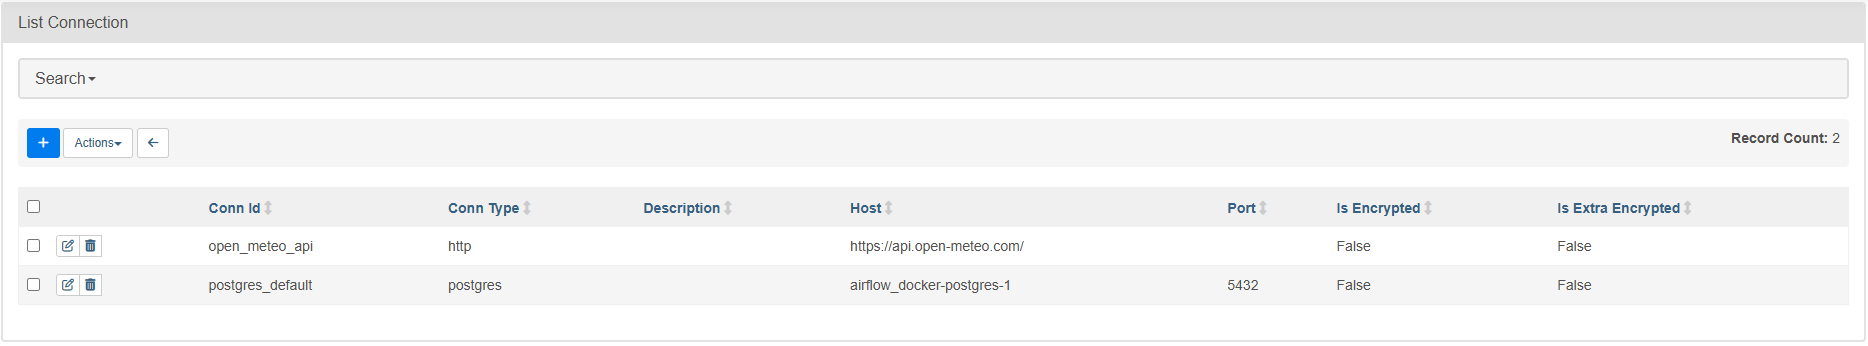 List Connection
Search
Actions
Record Count: 2
Conn Id Conn Type Description Host Port Is Encrypted Is Extra Encrypted
open_meteo_api http https://api.open-meteo.com/ False False
postgres_default postgres airflow_docker-postgres-1 5432 False False